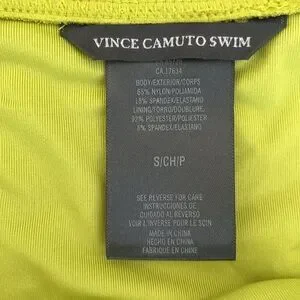 VINCE CAMUTO SWIM
CA 17634
BODY/EXTERIOR/CORPS
85% NYLON/POLIAMIDA
15% SPANDEX/ELASTANO
LINING/FORRO/DOUBLURE
92% POLYESTER/POLIESTER
8% SPANDEX/ELASTANO
S/CH/P
SEE REVERSE FOR CARE
INSTRUCCIONES DE
CUIDADO AL REVERSO
VOIR L'INVERSE POUR LE SOIN
MADE IN CHINA
HECHO EN CHINA
FABRIQUE EN CHINE